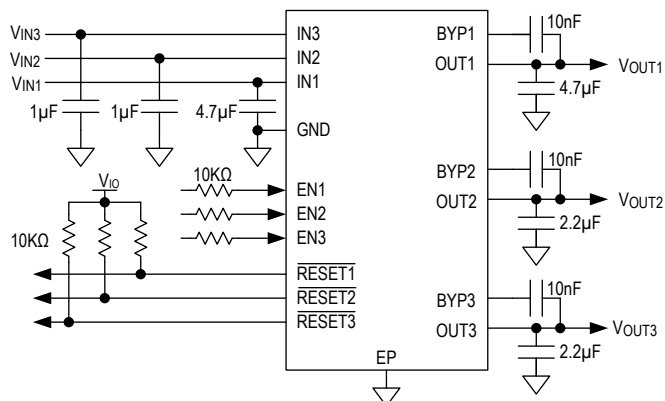 VIN3
VIN2
VIN1
1µF
1µF
4.7µF
IN3
IN2
IN1
GND
BYP1
OUT1
10nF
VOUT1
4.7µF
VIO
10KΩ
10KΩ
EN1
EN2
EN3
BYP2
OUT2
10nF
VOUT2
2.2µF
RESET1
RESET2
RESET3
BYP3
OUT3
10nF
VOUT3
2.2µF
EP